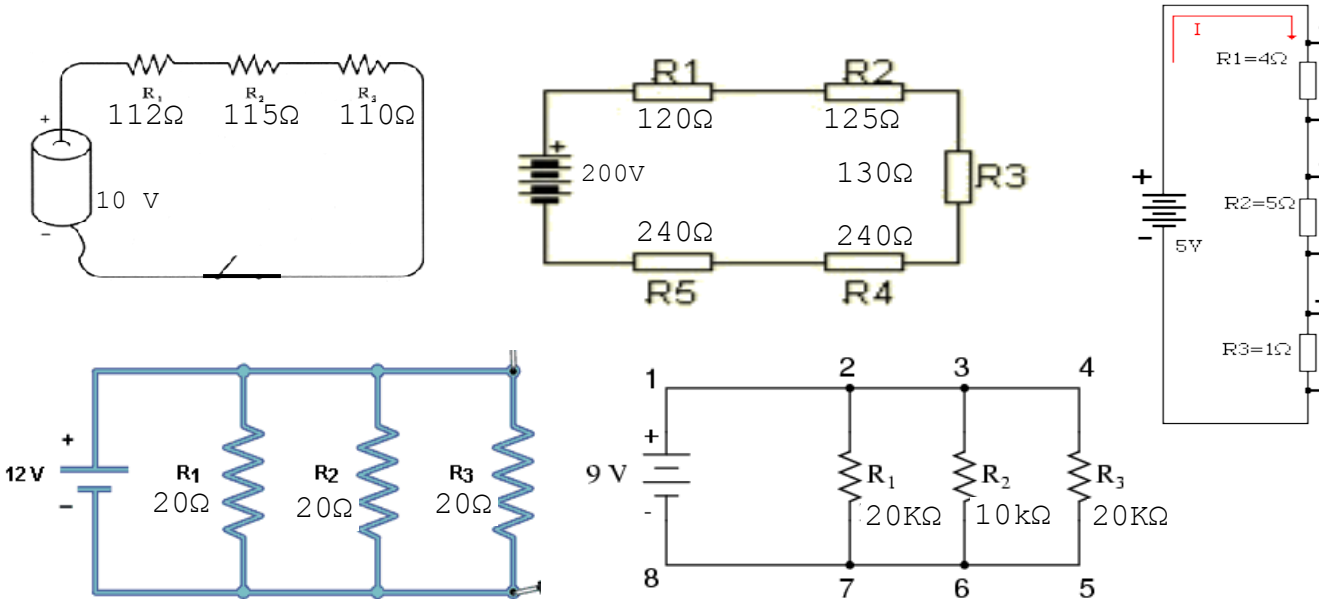 R₁ R₂ R₃
112Ω 115Ω 110Ω
+
10 V
−
R1 R2
120Ω 125Ω
+
200V 130Ω R3
240Ω 240Ω
R5 R4
I
R1=4Ω
+
R2=5Ω
−
5V
R3=1Ω
+
12 V
−
R1 R2 R3
20Ω 20Ω 20Ω
1 2 3 4
+
9 V
-
R₁ R₂ R₃
20KΩ 10kΩ 20KΩ
8 7 6 5